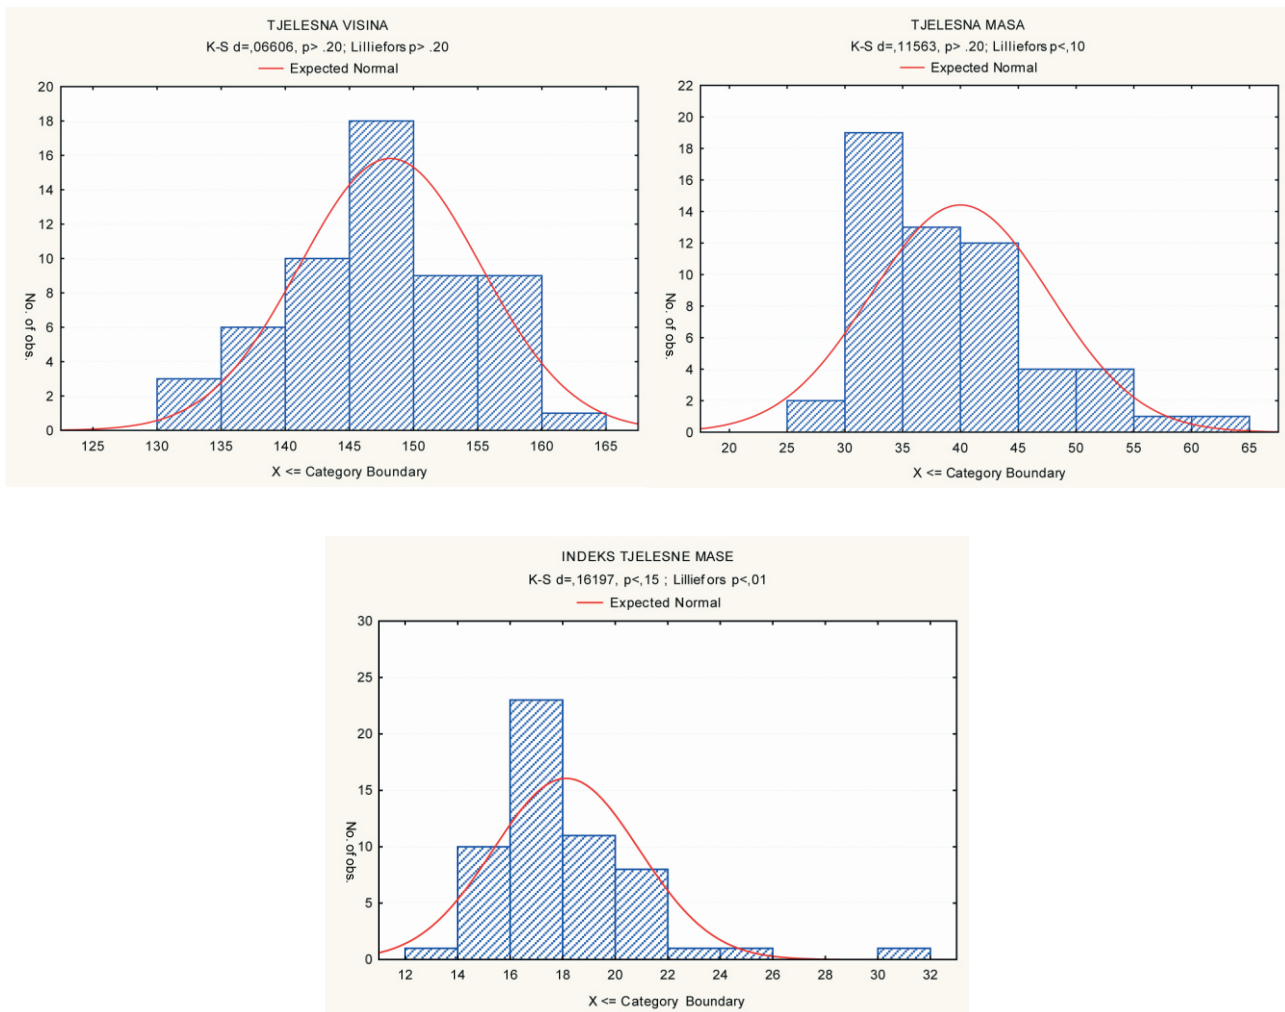 TJELESNA VISINA
K-S d=,06606, p> .20; Lilliefors p> .20
Expected Normal
20
18
16
14
12
10
8
6
4
2
0
No. of obs.
125 130 135 140 145 150 155 160 165
X <= Category Boundary
TJELESNA MASA
K-S d=,11563, p> .20; Lilliefors p<,10
Expected Normal
22
20
18
16
14
12
10
8
6
4
2
0
No. of obs.
20 25 30 35 40 45 50 55 60 65
X <= Category Boundary
INDEKS TJELESNE MASE
K-S d=,16197, p<,15 ; Lilliefors p<,01
Expected Normal
30
25
20
15
10
5
0
No. of obs.
12 14 16 18 20 22 24 26 28 30 32
X <= Category Boundary